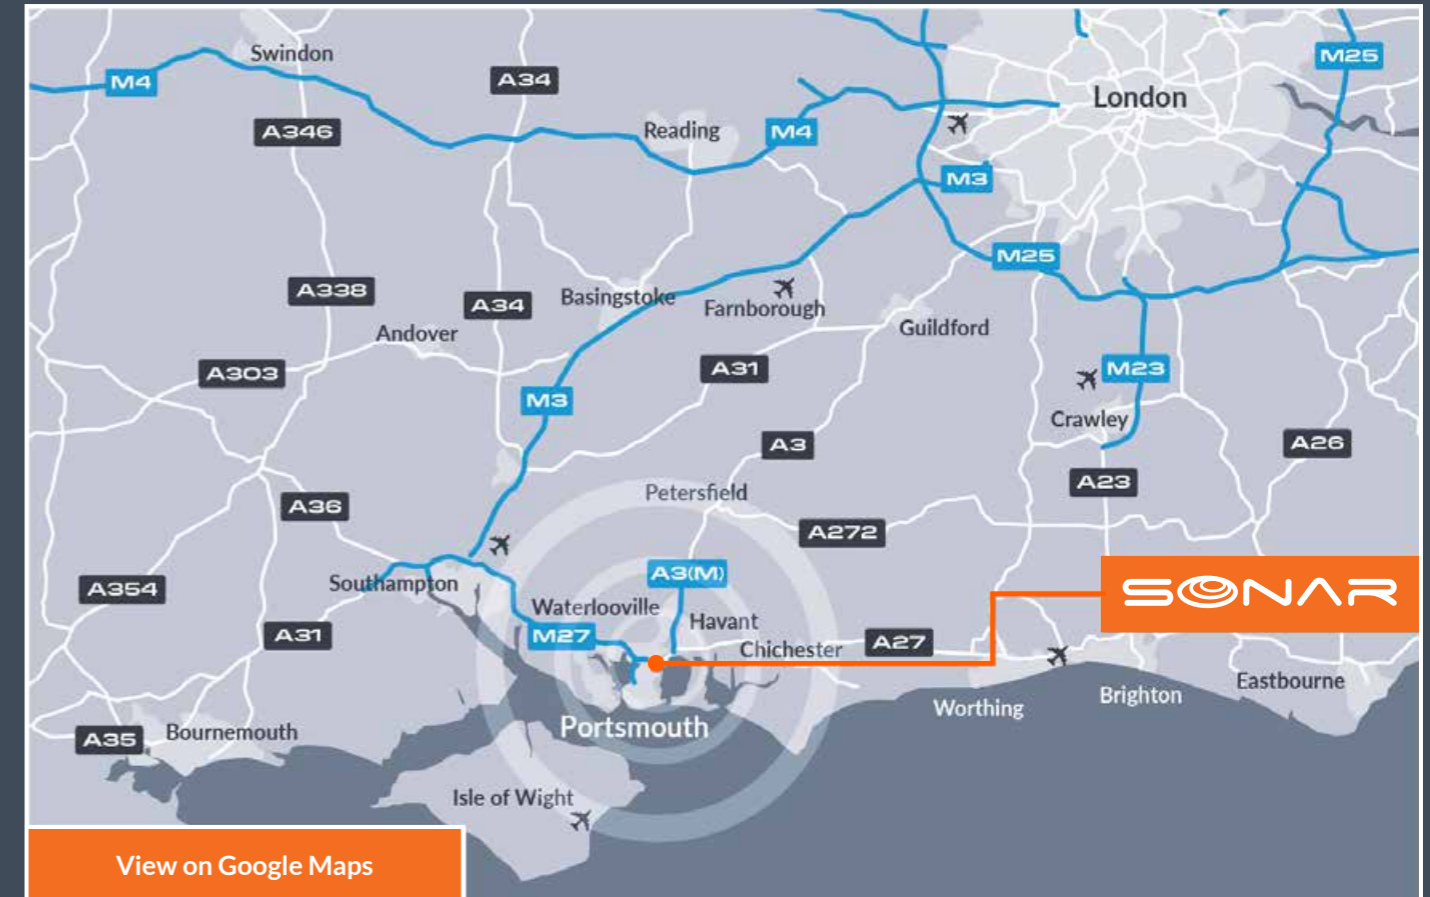 Swindon
M4
A34
M25
London
A346
Reading
M4
M3
M25
A338
A34
Basingstoke
Farnborough
Guildford
Andover
A303
A31
M23
M3
Crawley
A3
A26
A23
Petersfield
A36
A272
A3(M)
Southampton
A354
SONAR
Waterlooville
Havant
A31
M27
Chichester
A27
Portsmouth
Worthing
Brighton
Eastbourne
A35
Bournemouth
Isle of Wight
View on Google Maps